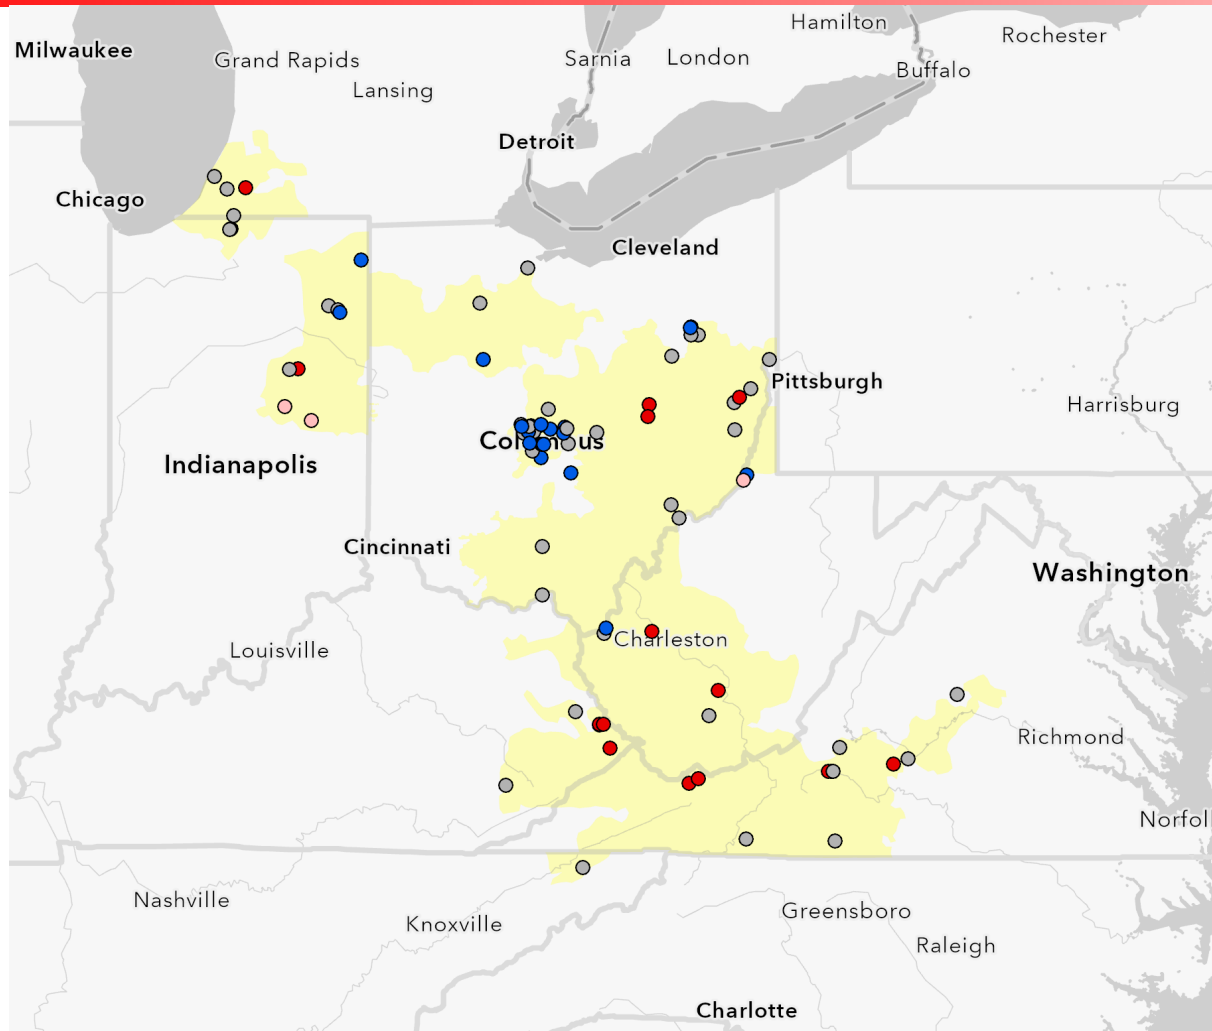 Hamilton
Rochester
Milwaukee
Grand Rapids
Sarnia
London
Buffalo
Lansing
Detroit
Chicago
Cleveland
Pittsburgh
Harrisburg
Columbus
Indianapolis
Cincinnati
Washington
Charleston
Louisville
Richmond
Norfol
Nashville
Greensboro
Knoxville
Raleigh
Charlotte